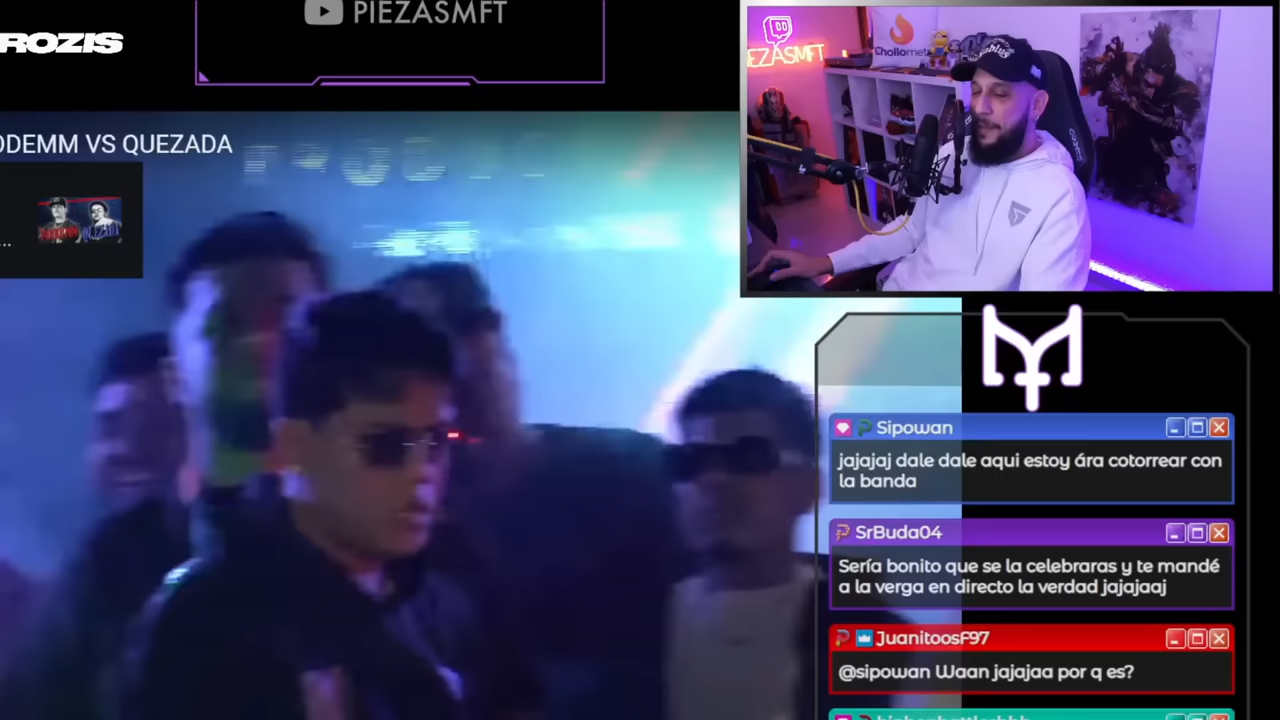 PIEZASMFT
ROZIS
Chollomet
EZASMFT
ODEMM VS QUEZADA
...
Sipowan
jajajaj dale dale aqui estoy ára cotorrear con
la banda
SrBuda04
Sería bonito que se la celebraras y te mandé
a la verga en directo la verdad jajajaaj
JuanitoosF97
@sipowan Waan jajajaa por q es?